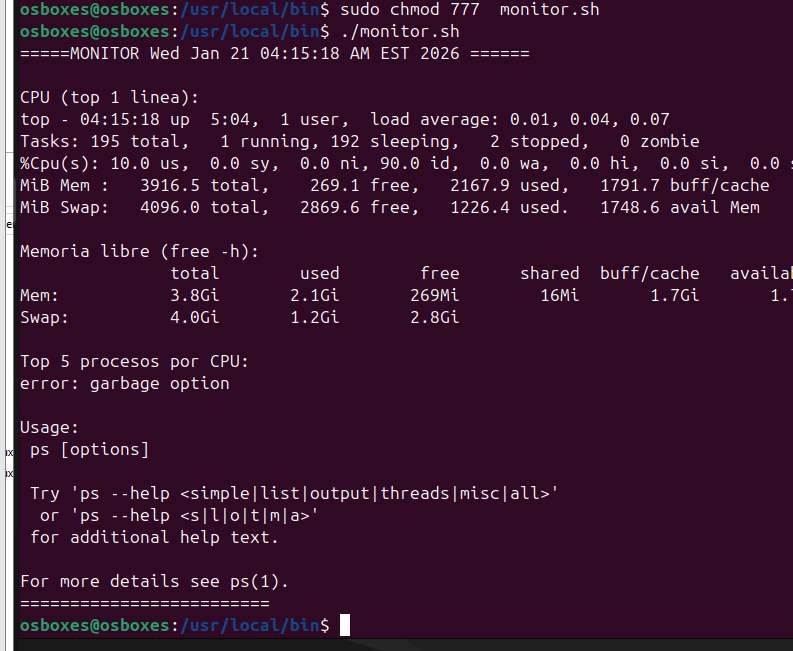 osboxes@osboxes:/usr/local/bin$ sudo chmod 777  monitor.sh
osboxes@osboxes:/usr/local/bin$ ./monitor.sh
=====MONITOR Wed Jan 21 04:15:18 AM EST 2026 ======

CPU (top 1 linea):
top - 04:15:18 up  5:04,  1 user,  load average: 0.01, 0.04, 0.07
Tasks: 195 total,   1 running, 192 sleeping,   2 stopped,   0 zombie
%Cpu(s): 10.0 us,  0.0 sy,  0.0 ni, 90.0 id,  0.0 wa,  0.0 hi,  0.0 si,  0.0
MiB Mem :   3916.5 total,    269.1 free,   2167.9 used,   1791.7 buff/cache
MiB Swap:   4096.0 total,   2869.6 free,   1226.4 used.   1748.6 avail Mem

Memoria libre (free -h):
               total        used        free      shared  buff/cache
Mem:           3.8Gi       2.1Gi       269Mi        16Mi       1.7Gi
Swap:          4.0Gi       1.2Gi       2.8Gi

Top 5 procesos por CPU:
error: garbage option

Usage:
 ps [options]

 Try 'ps --help <simple|list|output|threads|misc|all>'
  or 'ps --help <s|l|o|t|m|a>'
 for additional help text.

For more details see ps(1).
=========================
osboxes@osboxes:/usr/local/bin$